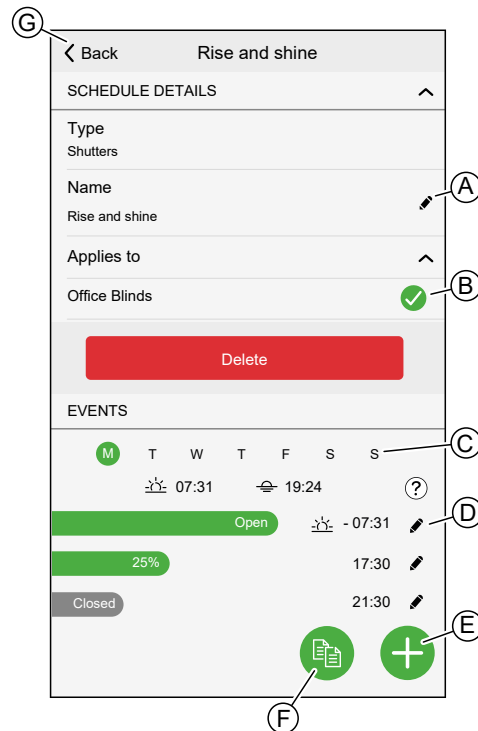 G
Back Rise and shine
SCHEDULE DETAILS
Type
Shutters
Name
A
Rise and shine
Applies to
Office Blinds
B
Delete
EVENTS
M T W T F S S
C
07:31 19:24 ?
Open - 07:31
D
25% 17:30
Closed 21:30
E
F